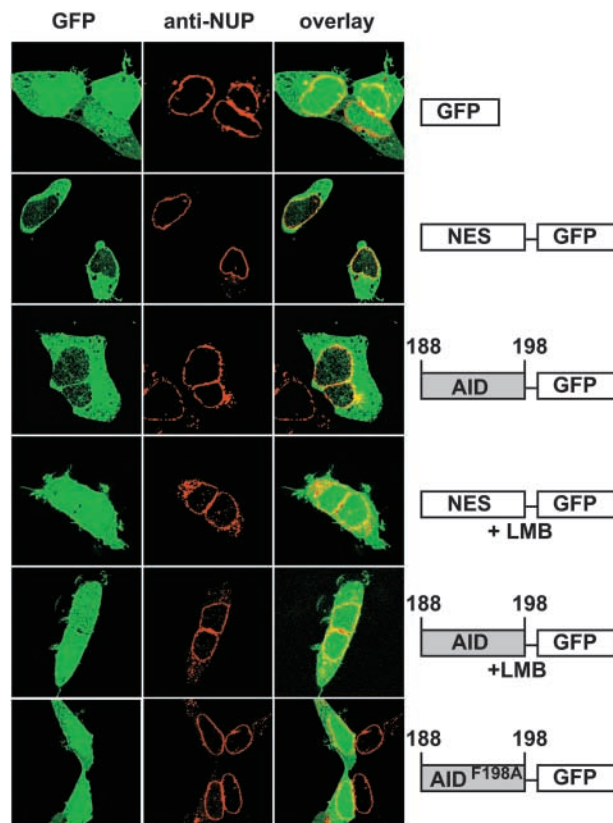 GFP anti-NUP overlay
GFP
NES GFP
188 198
AID GFP
NES GFP
+ LMB
188 198
AID GFP
+LMB
188 198
AID F198A GFP